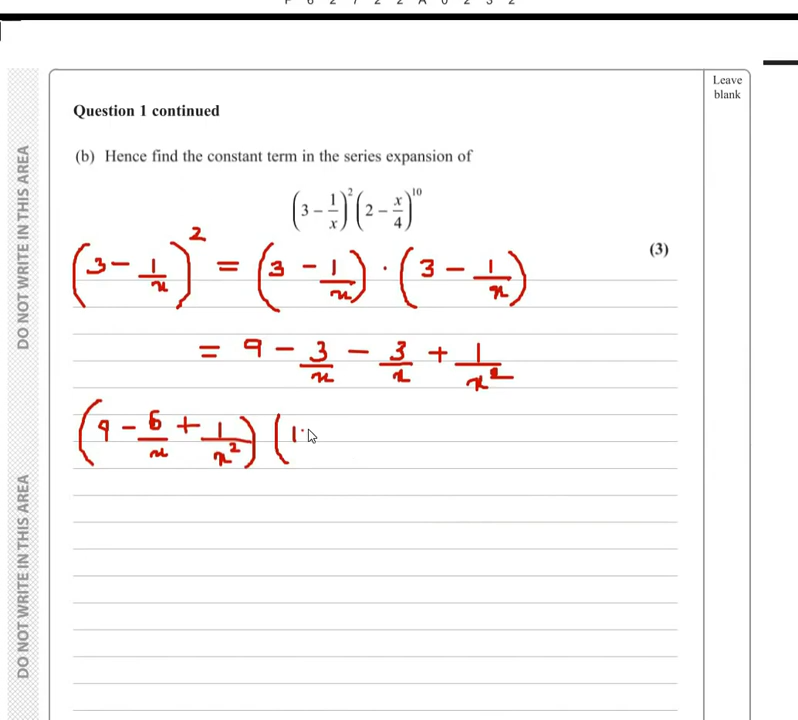 Leave
blank
Question 1 continued
(b) Hence find the constant term in the series expansion of
(3 − 1/x)² (2 − x/4)¹⁰
(3)
(3 − 1/x)² = (3 − 1/x) · (3 − 1/x)
= 9 − 3/x − 3/x + 1/x²
(9 − 6/x + 1/x²) (1
DO NOT WRITE IN THIS AREA
DO NOT WRITE IN THIS AREA